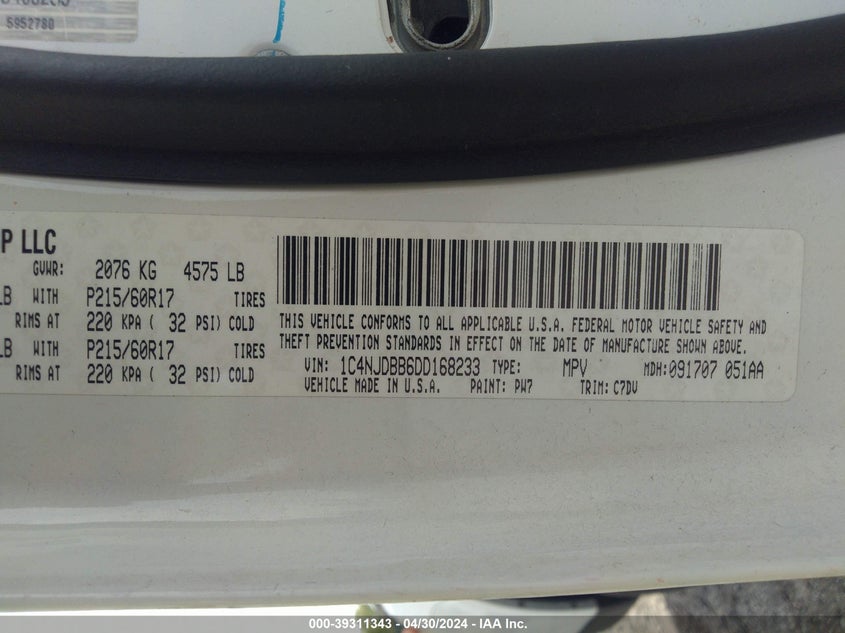 5952780
P LLC
GVWR: 2076 KG 4575 LB
LB WITH P215/60R17 TIRES
RIMS AT 220 KPA ( 32 PSI) COLD
LB WITH P215/60R17 TIRES
RIMS AT 220 KPA ( 32 PSI) COLD
THIS VEHICLE CONFORMS TO ALL APPLICABLE U.S.A. FEDERAL MOTOR VEHICLE SAFETY AND
THEFT PREVENTION STANDARDS IN EFFECT ON THE DATE OF MANUFACTURE SHOWN ABOVE.
VIN: 1C4NJDBB6DD168233 TYPE: MPV MDH: 091707 051AA
VEHICLE MADE IN U.S.A. PAINT: PW7 TRIM: C7DV
000-39311343 - 04/30/2024 - IAA Inc.